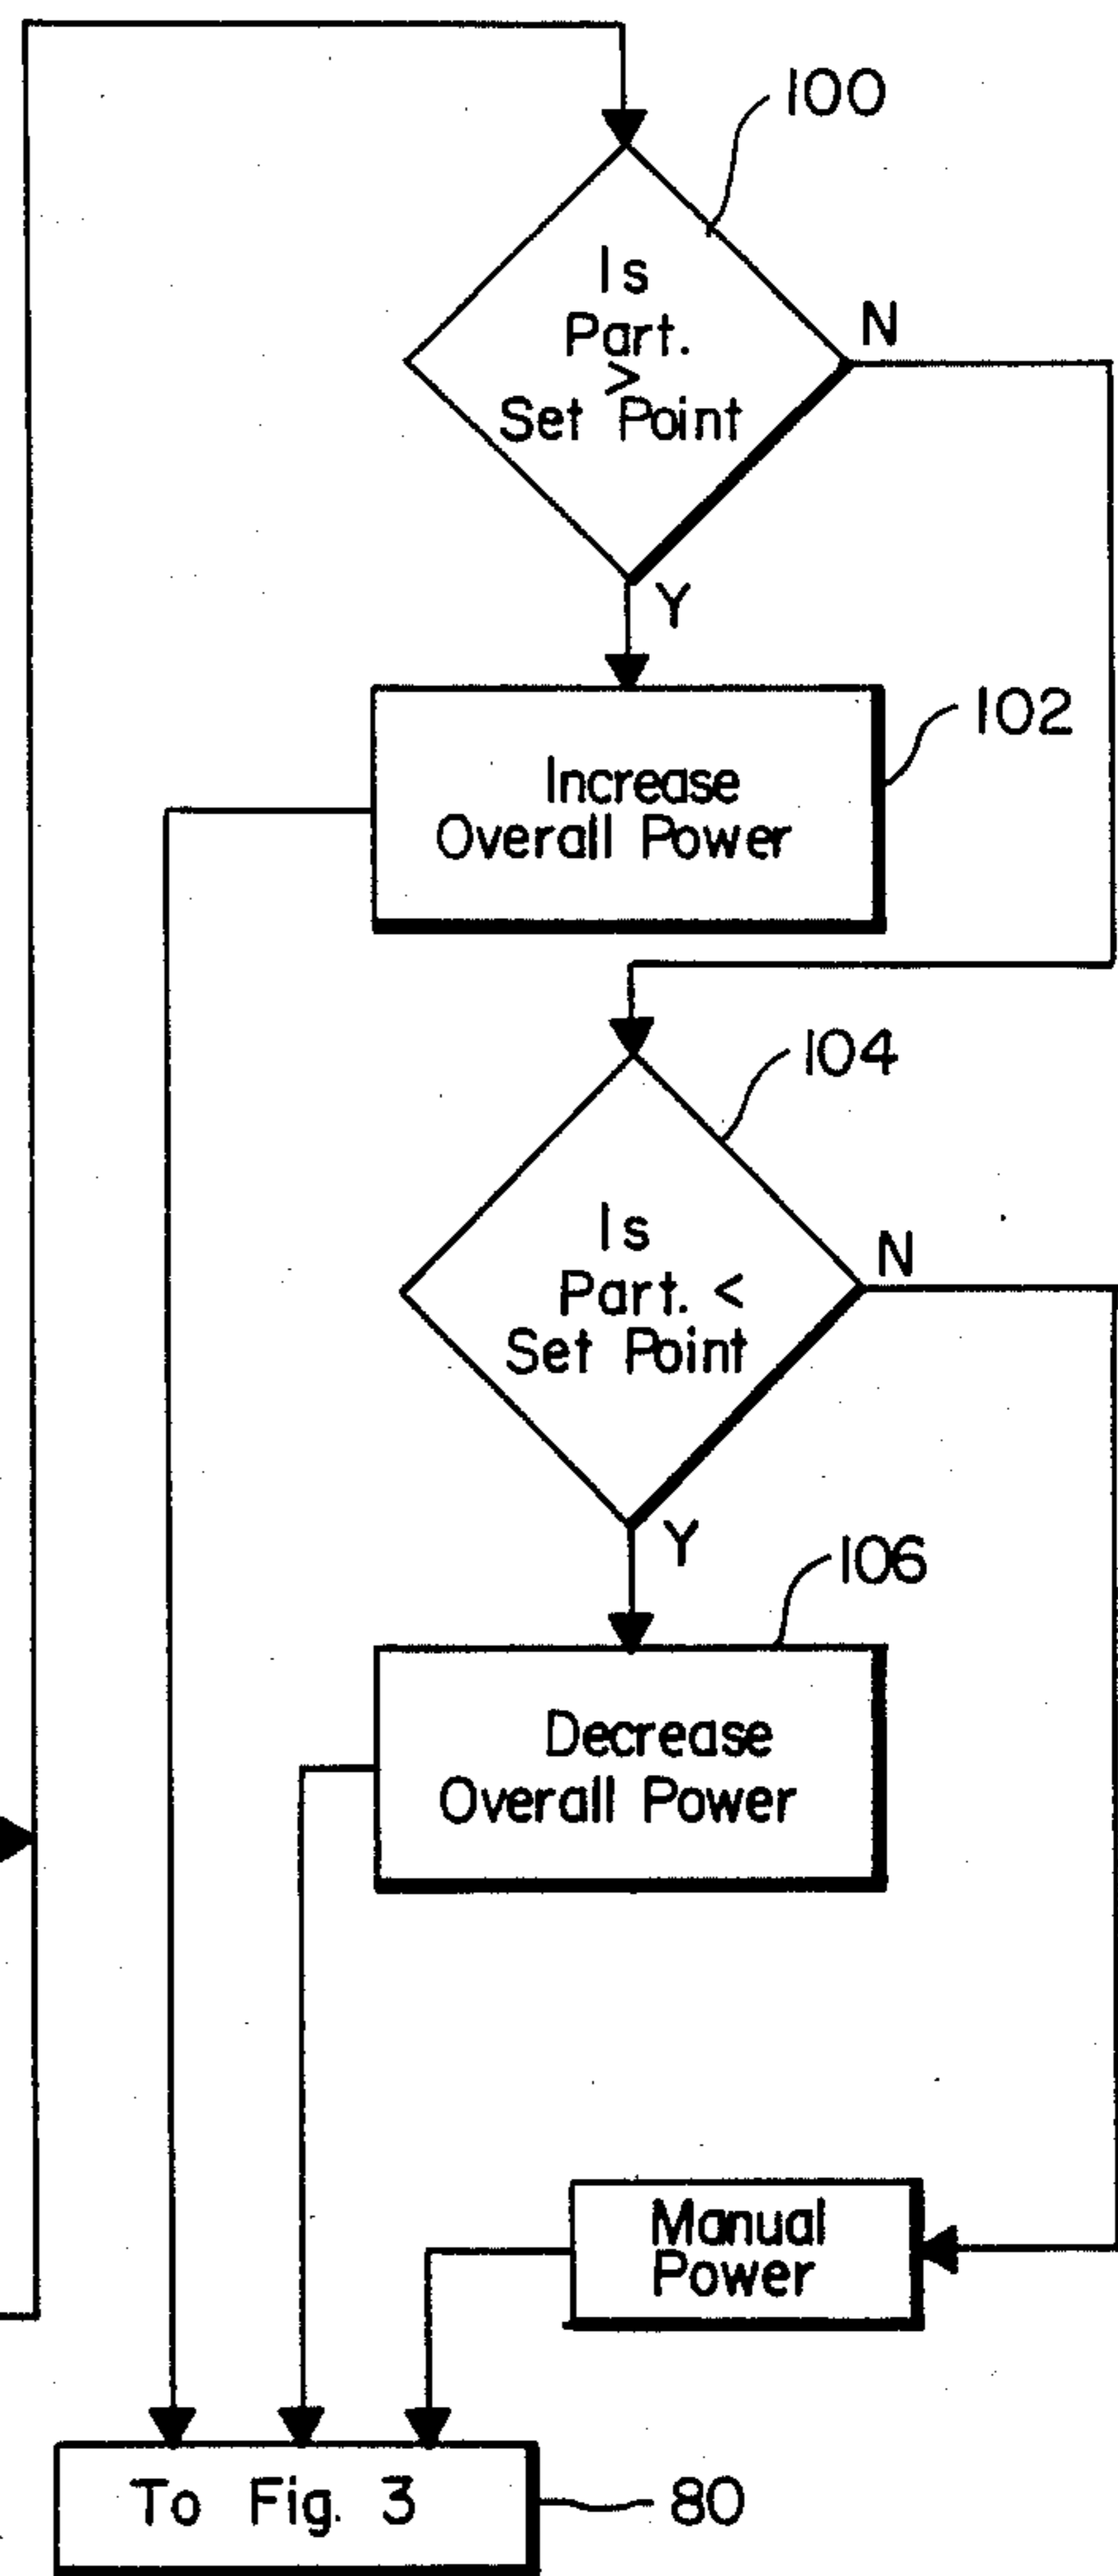 100
Is
Part.
>
Set Point
N
Y
102
Increase
Overall Power
104
Is
Part. <
Set Point
N
Y
106
Decrease
Overall Power
Manual
Power
To Fig. 3
80